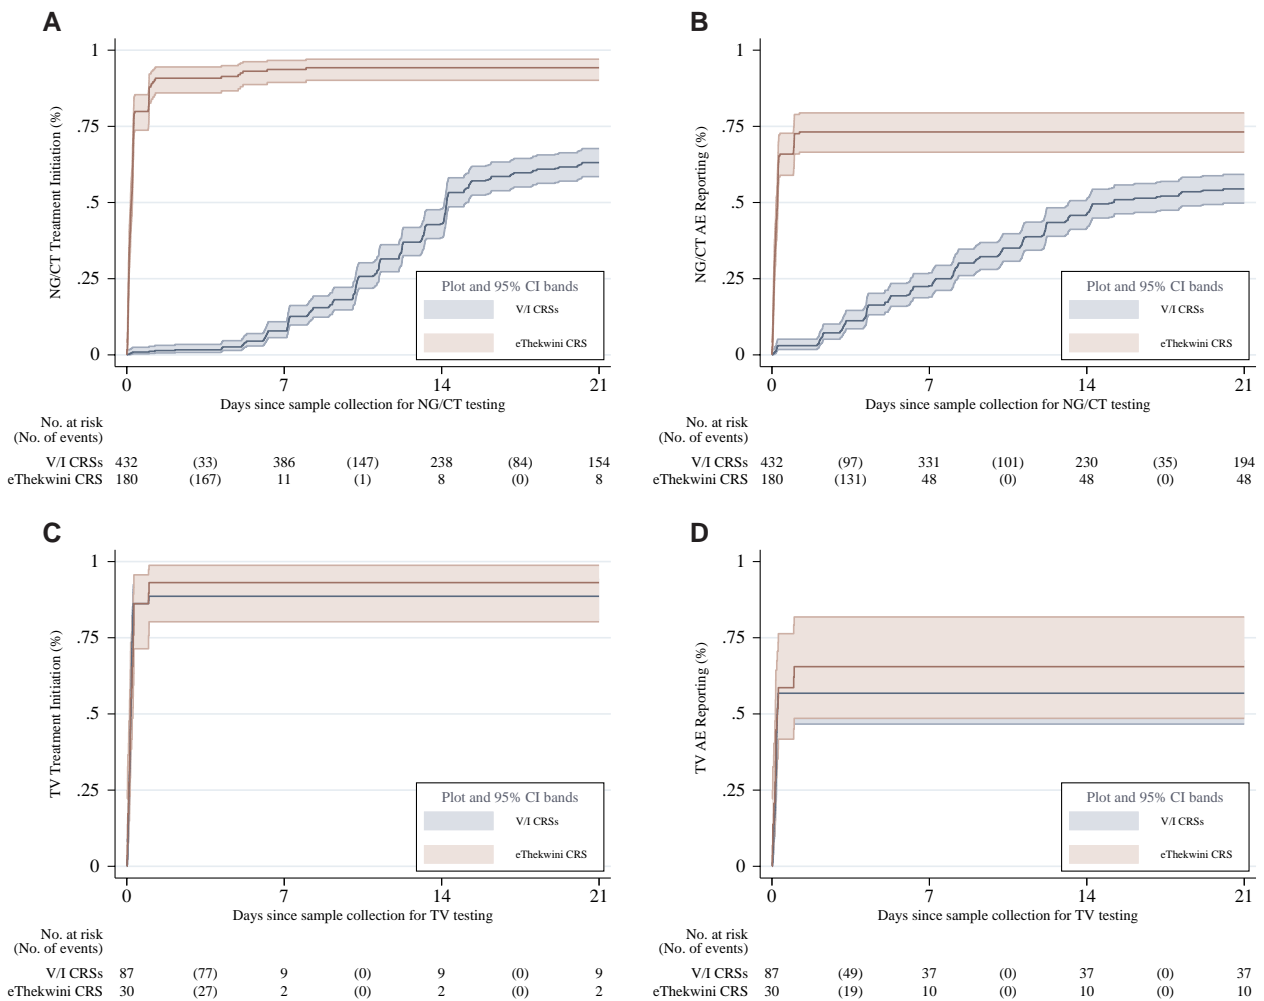 A
1
.75
.5
.25
0
NG/CT Treatment Initiation (%)
Plot and 95% CI bands
V/I CRSs
eThekwini CRS
0 7 14 21
Days since sample collection for NG/CT testing
No. at risk
(No. of events)
V/I CRSs 432 (33) 386 (147) 238 (84) 154
eThekwini CRS 180 (167) 11 (1) 8 (0) 8
B
1
.75
.5
.25
0
NG/CT AE Reporting (%)
Plot and 95% CI bands
V/I CRSs
eThekwini CRS
0 7 14 21
Days since sample collection for NG/CT testing
No. at risk
(No. of events)
V/I CRSs 432 (97) 331 (101) 230 (35) 194
eThekwini CRS 180 (131) 48 (0) 48 (0) 48
C
1
.75
.5
.25
0
TV Treatment Initiation (%)
Plot and 95% CI bands
V/I CRSs
eThekwini CRS
0 7 14 21
Days since sample collection for TV testing
No. at risk
(No. of events)
V/I CRSs 87 (77) 9 (0) 9 (0) 9
eThekwini CRS 30 (27) 2 (0) 2 (0) 2
D
1
.75
.5
.25
0
TV AE Reporting (%)
Plot and 95% CI bands
V/I CRSs
eThekwini CRS
0 7 14 21
Days since sample collection for TV testing
No. at risk
(No. of events)
V/I CRSs 87 (49) 37 (0) 37 (0) 37
eThekwini CRS 30 (19) 10 (0) 10 (0) 10